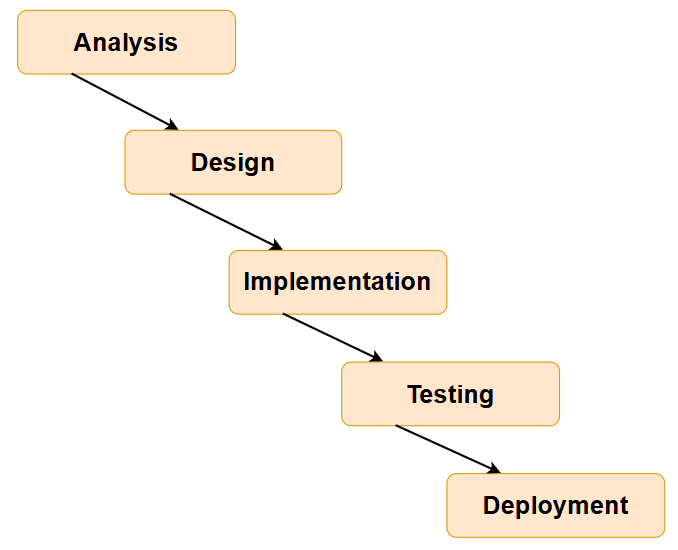 Analysis
Design
Implementation
Testing
Deployment